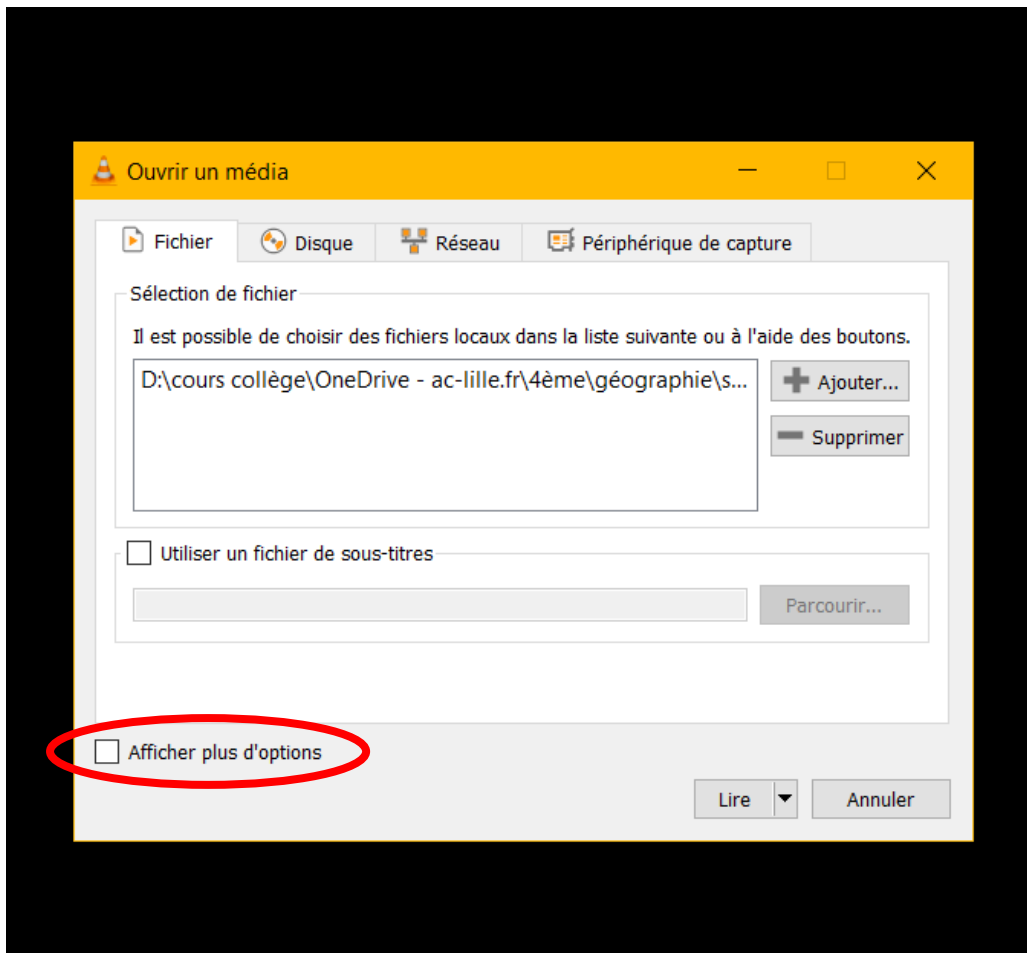 Ouvrir un média
Fichier
Disque
Réseau
Périphérique de capture
Sélection de fichier
Il est possible de choisir des fichiers locaux dans la liste suivante ou à l'aide des boutons.
D:\cours collège\OneDrive - ac-lille.fr\4ème\géographie\s...
Ajouter...
Supprimer
Utiliser un fichier de sous-titres
Parcourir...
Afficher plus d'options
Lire
Annuler